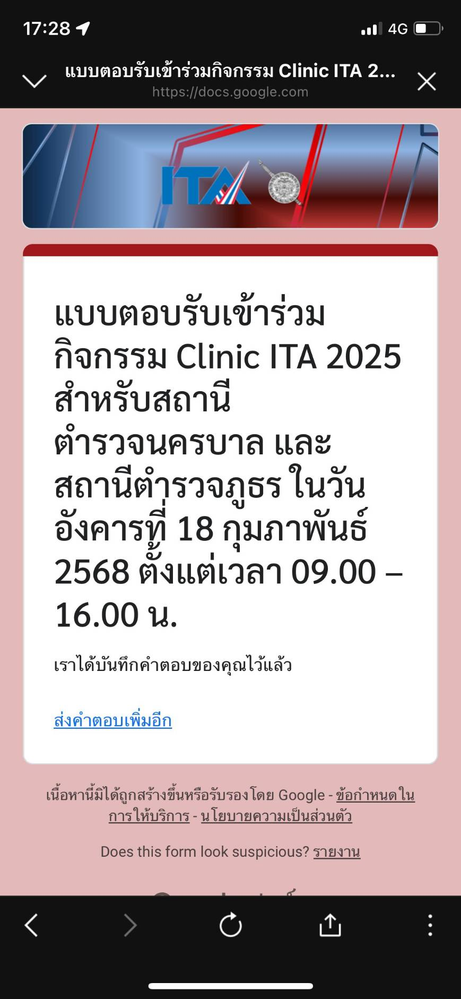 17:28
4G
แบบตอบรับเข้าร่วมกิจกรรม Clinic ITA 2...
https://docs.google.com
ITA
แบบตอบรับเข้าร่วม
กิจกรรม Clinic ITA 2025
สำหรับสถานี
ตำรวจนครบาล และ
สถานีตำรวจภูธร ในวัน
อังคารที่ 18 กุมภาพันธ์
2568 ตั้งแต่เวลา 09.00 –
16.00 น.
เราได้บันทึกคำตอบของคุณไว้แล้ว
ส่งคำตอบเพิ่มอีก
เนื้อหานี้มิได้ถูกสร้างขึ้นหรือรับรองโดย Google - ข้อกำหนดใน
การให้บริการ - นโยบายความเป็นส่วนตัว
Does this form look suspicious? รายงาน